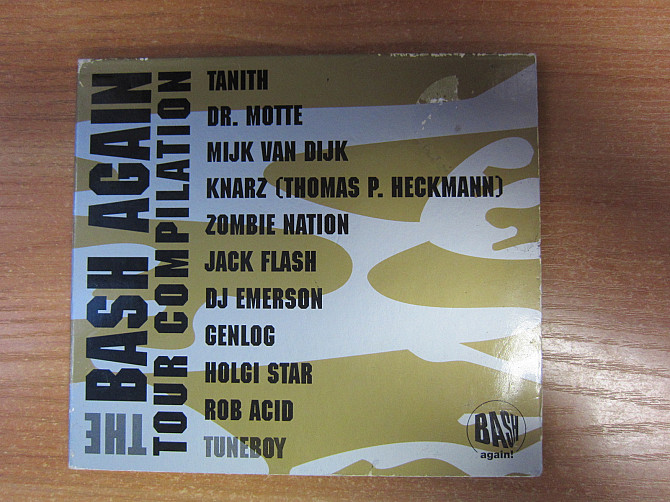 THE BASH AGAIN
TOUR COMPILATION
TANITH
DR. MOTTE
MIJK VAN DIJK
KNARZ (THOMAS P. HECKMANN)
ZOMBIE NATION
JACK FLASH
DJ EMERSON
GENLOG
HOLGI STAR
ROB ACID
TUNEBOY
BASH
again!